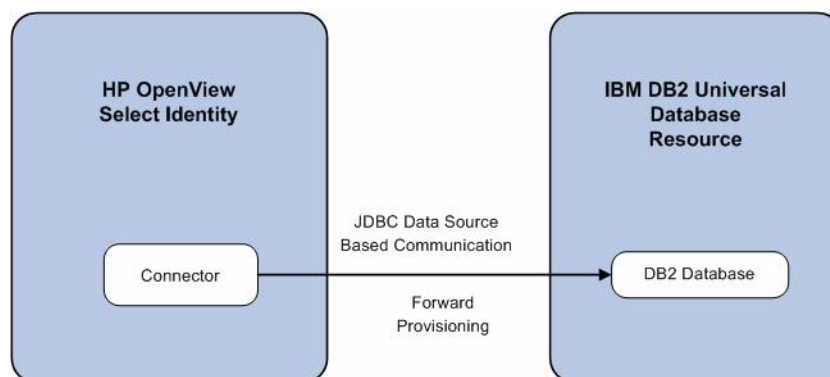 HP OpenView
Select Identity
IBM DB2 Universal
Database
Resource
JDBC Data Source
Based Communication
Connector
DB2 Database
Forward
Provisioning